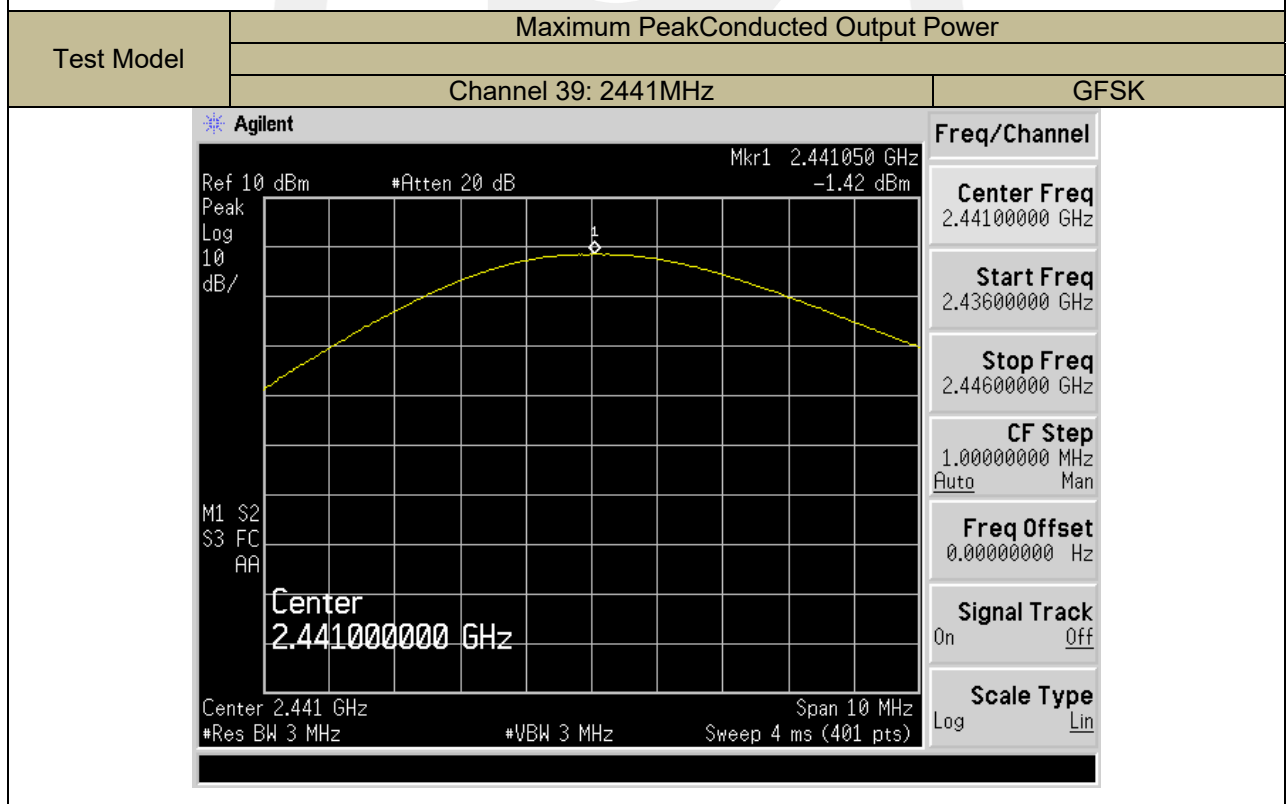 Test Model
Maximum PeakConducted Output Power
Channel 39: 2441MHz
GFSK
Agilent
Freq/Channel
Mkr1 2.441050 GHz
Ref 10 dBm #Atten 20 dB -1.42 dBm
Peak
Log
10
dB/
1
M1 S2
S3 FC
AA
Center
2.441000000 GHz
Center 2.441 GHz Span 10 MHz
#Res BW 3 MHz #VBW 3 MHz Sweep 4 ms (401 pts)
Center Freq
2.44100000 GHz
Start Freq
2.43600000 GHz
Stop Freq
2.44600000 GHz
CF Step
1.00000000 MHz
Auto Man
Freq Offset
0.00000000 Hz
Signal Track
On Off
Scale Type
Log Lin